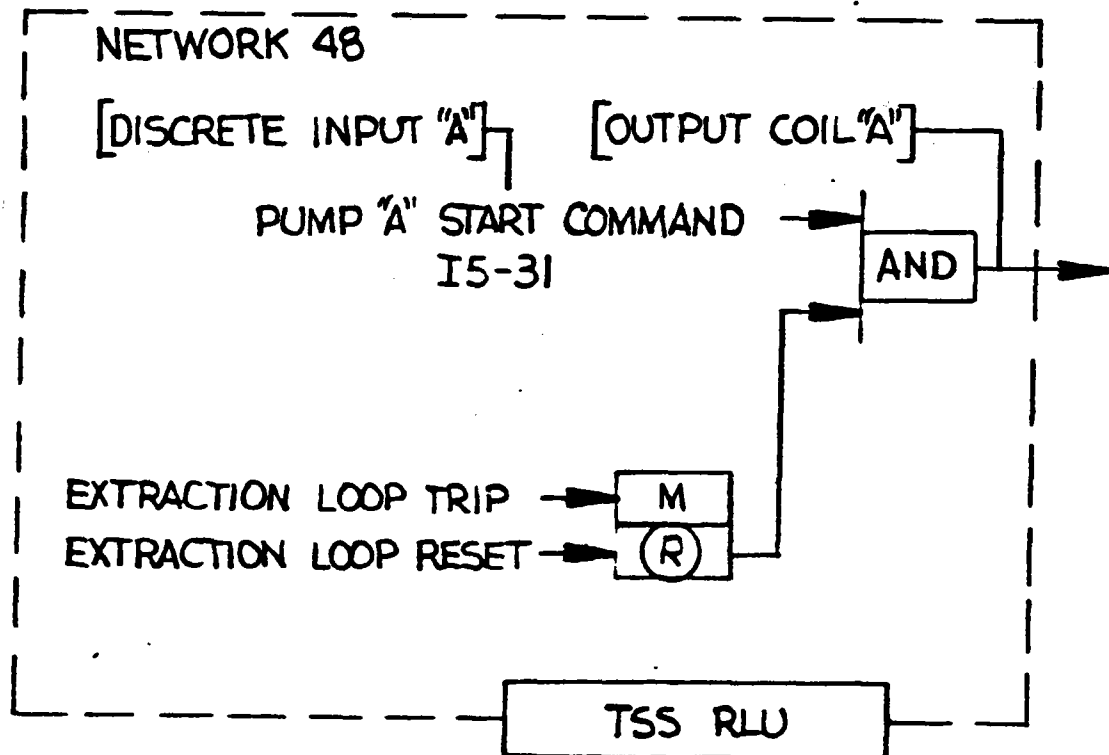 NETWORK 48
[DISCRETE INPUT "A"]
[OUTPUT COIL "A"]
PUMP "A" START COMMAND
I5-31
AND
EXTRACTION LOOP TRIP
M
EXTRACTION LOOP RESET
R
TSS RLU